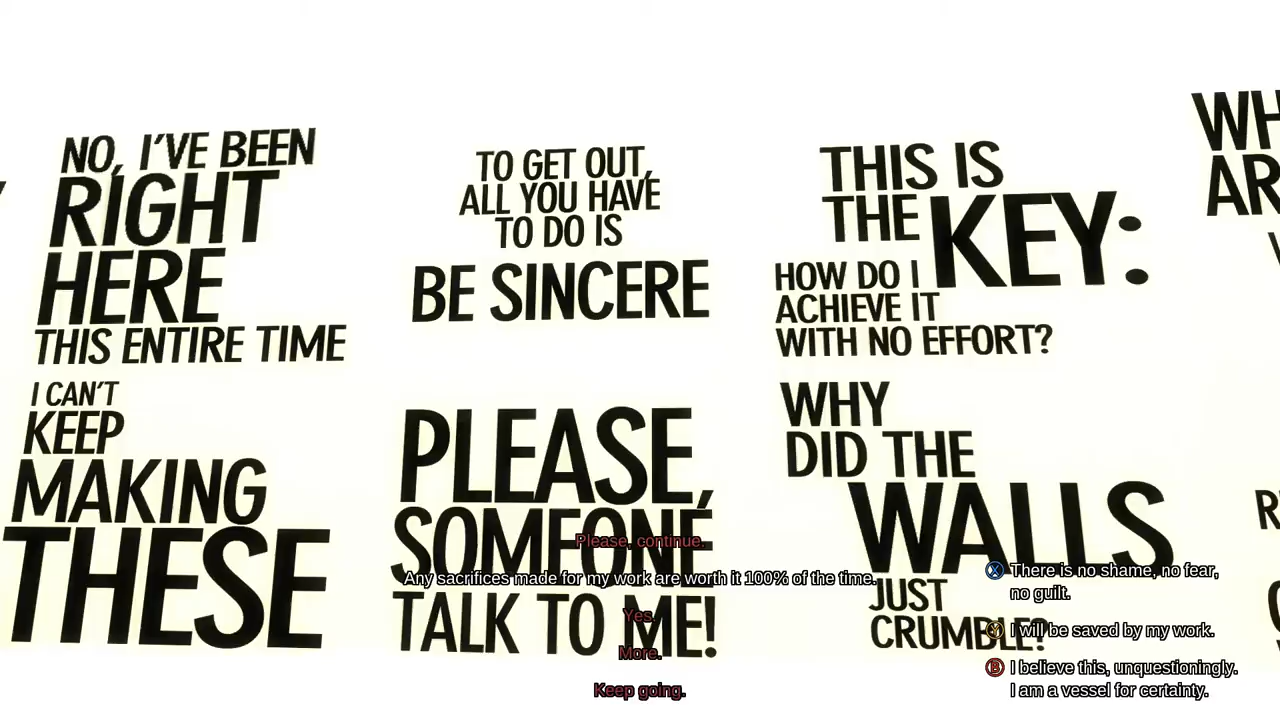 NO, I'VE BEEN
RIGHT
HERE
THIS ENTIRE TIME
I CAN'T
KEEP
MAKING
THESE
TO GET OUT,
ALL YOU HAVE
TO DO IS
BE SINCERE
PLEASE,
SOMEONE
TALK TO ME!
THIS IS
THE KEY:
HOW DO I
ACHIEVE IT
WITH NO EFFORT?
WHY
DID THE
WALLS
JUST
CRUMBLE?
WH
AR
Please, continue.
Any sacrifices made for my work are worth it 100% of the time.
Yes.
More.
Keep going.
X There is no shame, no fear,
no guilt.
Y I will be saved by my work.
B I believe this, unquestioningly.
I am a vessel for certainty.